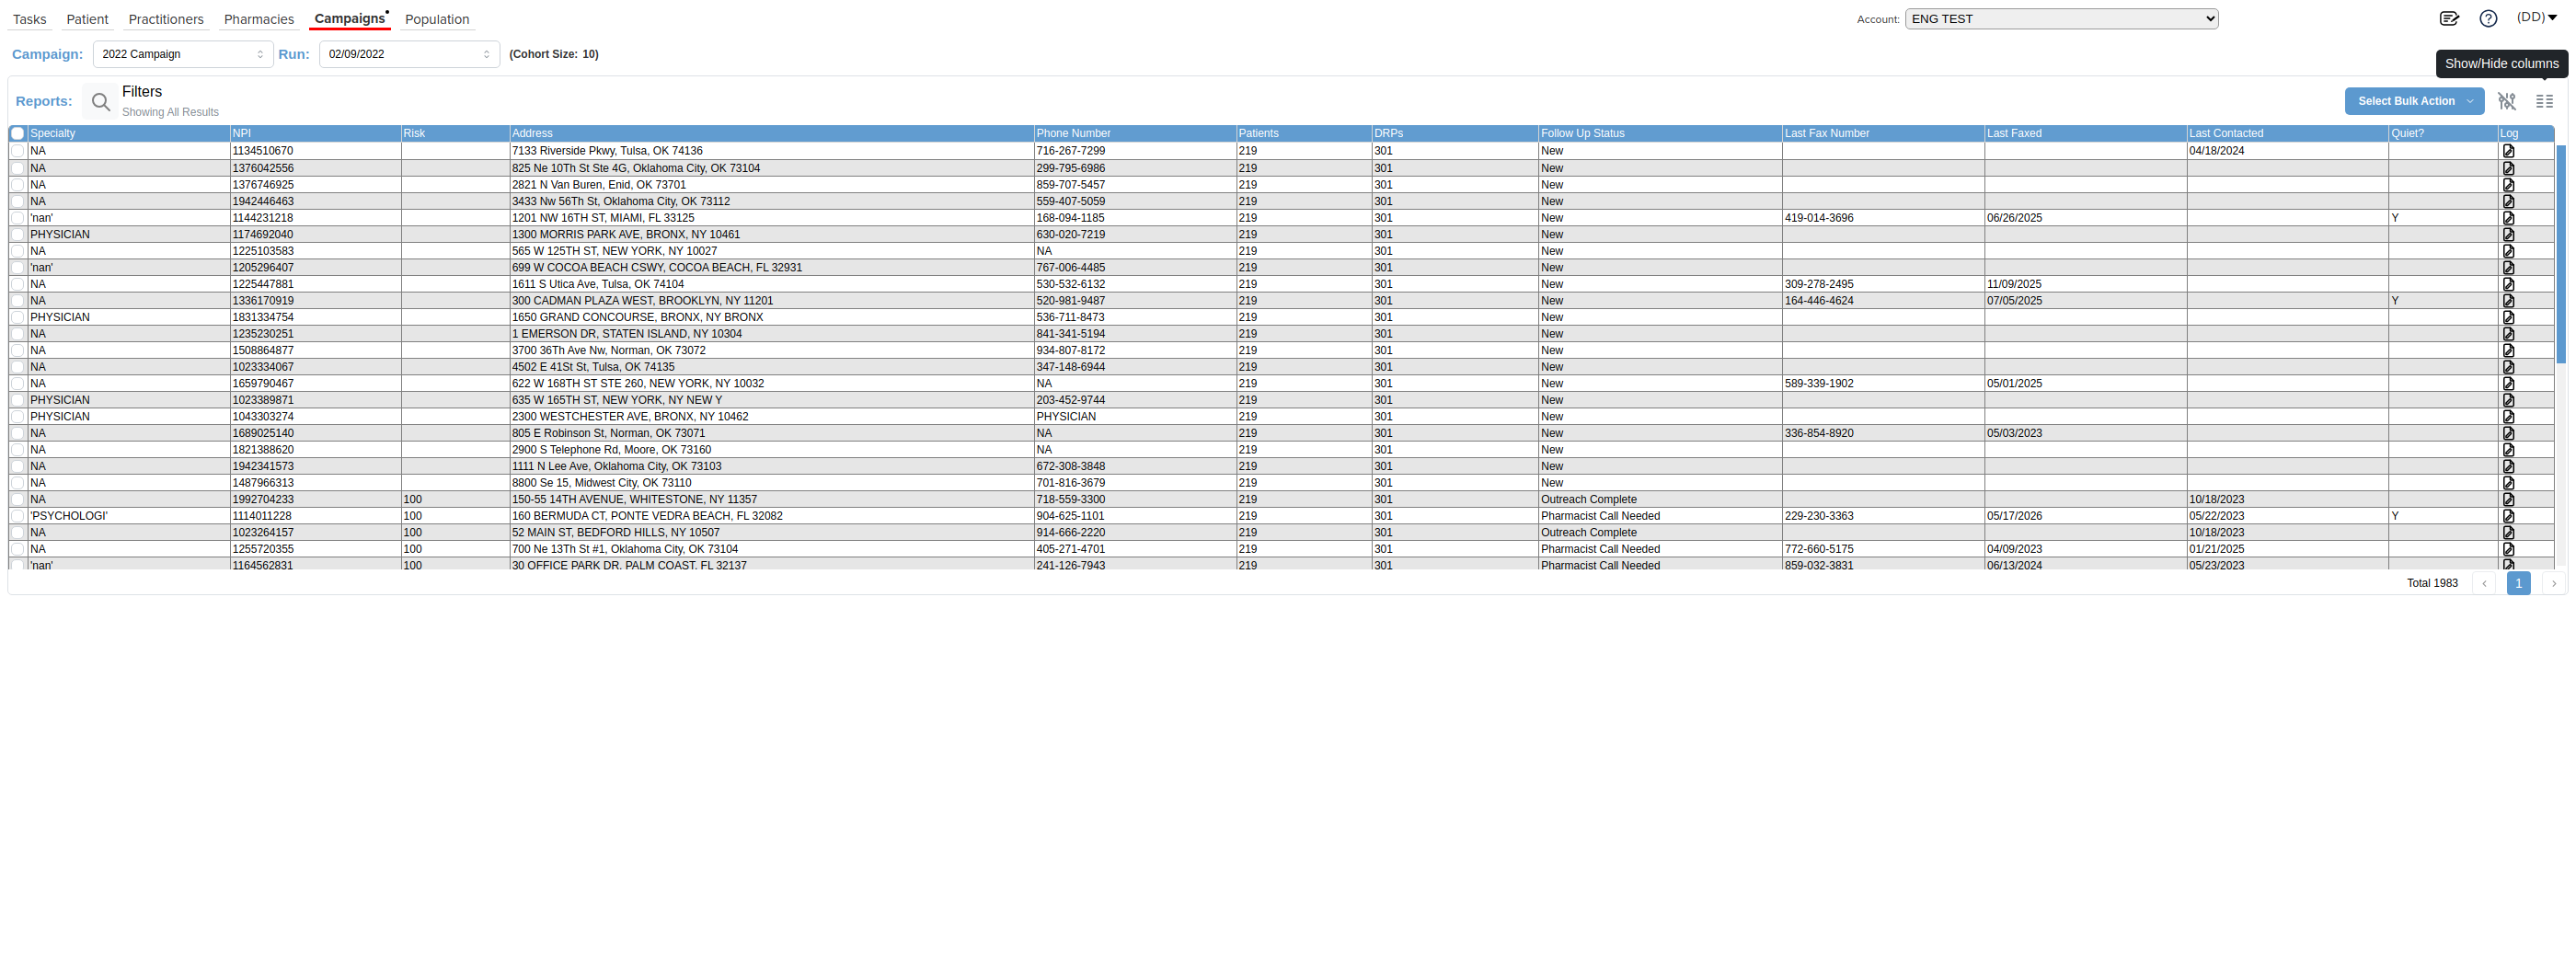 Tasks Patient Practitioners Pharmacies Campaigns Population Account: ENG TEST (DD)
Campaign: 2022 Campaign Run: 02/09/2022 (Cohort Size: 10)
Show/Hide columns
Reports: Filters
Showing All Results
Select Bulk Action
Specialty NPI Risk Address Phone Number Patients DRPs Follow Up Status Last Fax Number Last Faxed Last Contacted Quiet? Log
NA 1134510670 7133 Riverside Pkwy, Tulsa, OK 74136 716-267-7299 219 301 New 04/18/2024
NA 1376042556 825 Ne 10Th St Ste 4G, Oklahoma City, OK 73104 299-795-6986 219 301 New
NA 1376746925 2821 N Van Buren, Enid, OK 73701 859-707-5457 219 301 New
NA 1942446463 3433 Nw 56Th St, Oklahoma City, OK 73112 559-407-5059 219 301 New
'nan' 1144231218 1201 NW 16TH ST, MIAMI, FL 33125 168-094-1185 219 301 New 419-014-3696 06/26/2025 Y
PHYSICIAN 1174692040 1300 MORRIS PARK AVE, BRONX, NY 10461 630-020-7219 219 301 New
NA 1225103583 565 W 125TH ST, NEW YORK, NY 10027 NA 219 301 New
'nan' 1205296407 699 W COCOA BEACH CSWY, COCOA BEACH, FL 32931 767-006-4485 219 301 New
NA 1225447881 1611 S Utica Ave, Tulsa, OK 74104 530-532-6132 219 301 New 309-278-2495 11/09/2025
NA 1336170919 300 CADMAN PLAZA WEST, BROOKLYN, NY 11201 520-981-9487 219 301 New 164-446-4624 07/05/2025 Y
PHYSICIAN 1831334754 1650 GRAND CONCOURSE, BRONX, NY BRONX 536-711-8473 219 301 New
NA 1235230251 1 EMERSON DR, STATEN ISLAND, NY 10304 841-341-5194 219 301 New
NA 1508864877 3700 36Th Ave Nw, Norman, OK 73072 934-807-8172 219 301 New
NA 1023334067 4502 E 41St St, Tulsa, OK 74135 347-148-6944 219 301 New
NA 1659790467 622 W 168TH ST STE 260, NEW YORK, NY 10032 NA 219 301 New 589-339-1902 05/01/2025
PHYSICIAN 1023389871 635 W 165TH ST, NEW YORK, NY NEW Y 203-452-9744 219 301 New
PHYSICIAN 1043303274 2300 WESTCHESTER AVE, BRONX, NY 10462 PHYSICIAN 219 301 New
NA 1689025140 805 E Robinson St, Norman, OK 73071 NA 219 301 New 336-854-8920 05/03/2023
NA 1821388620 2900 S Telephone Rd, Moore, OK 73160 NA 219 301 New
NA 1942341573 1111 N Lee Ave, Oklahoma City, OK 73103 672-308-3848 219 301 New
NA 1487966313 8800 Se 15, Midwest City, OK 73110 701-816-3679 219 301 New
NA 1992704233 100 150-55 14TH AVENUE, WHITESTONE, NY 11357 718-559-3300 219 301 Outreach Complete 10/18/2023
'PSYCHOLOGI' 1114011228 100 160 BERMUDA CT, PONTE VEDRA BEACH, FL 32082 904-625-1101 219 301 Pharmacist Call Needed 229-230-3363 05/17/2026 05/22/2023 Y
NA 1023264157 100 52 MAIN ST, BEDFORD HILLS, NY 10507 914-666-2220 219 301 Outreach Complete 10/18/2023
NA 1255720355 100 700 Ne 13Th St #1, Oklahoma City, OK 73104 405-271-4701 219 301 Pharmacist Call Needed 772-660-5175 04/09/2023 01/21/2025
'nan' 1164562831 100 30 OFFICE PARK DR, PALM COAST, FL 32137 241-126-7943 219 301 Pharmacist Call Needed 859-032-3831 06/13/2024 05/23/2023
Total 1983 1